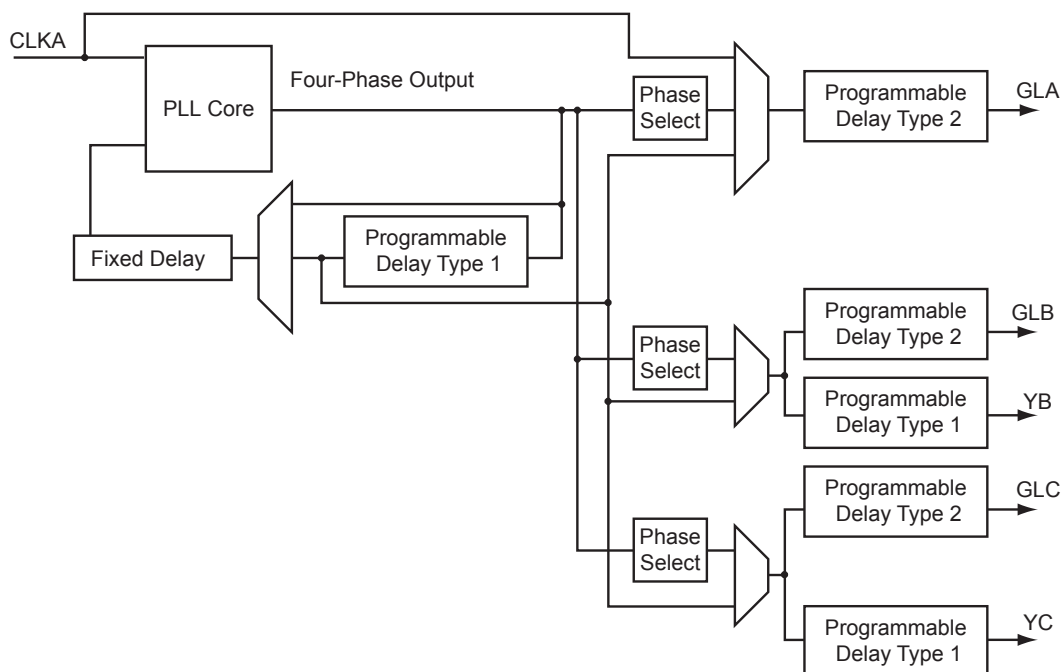 CLKA
Four-Phase Output
PLL Core
Phase
Select
Programmable
Delay Type 2
GLA
Fixed Delay
Programmable
Delay Type 1
Programmable
Delay Type 2
GLB
Phase
Select
Programmable
Delay Type 1
YB
Programmable
Delay Type 2
GLC
Phase
Select
Programmable
Delay Type 1
YC